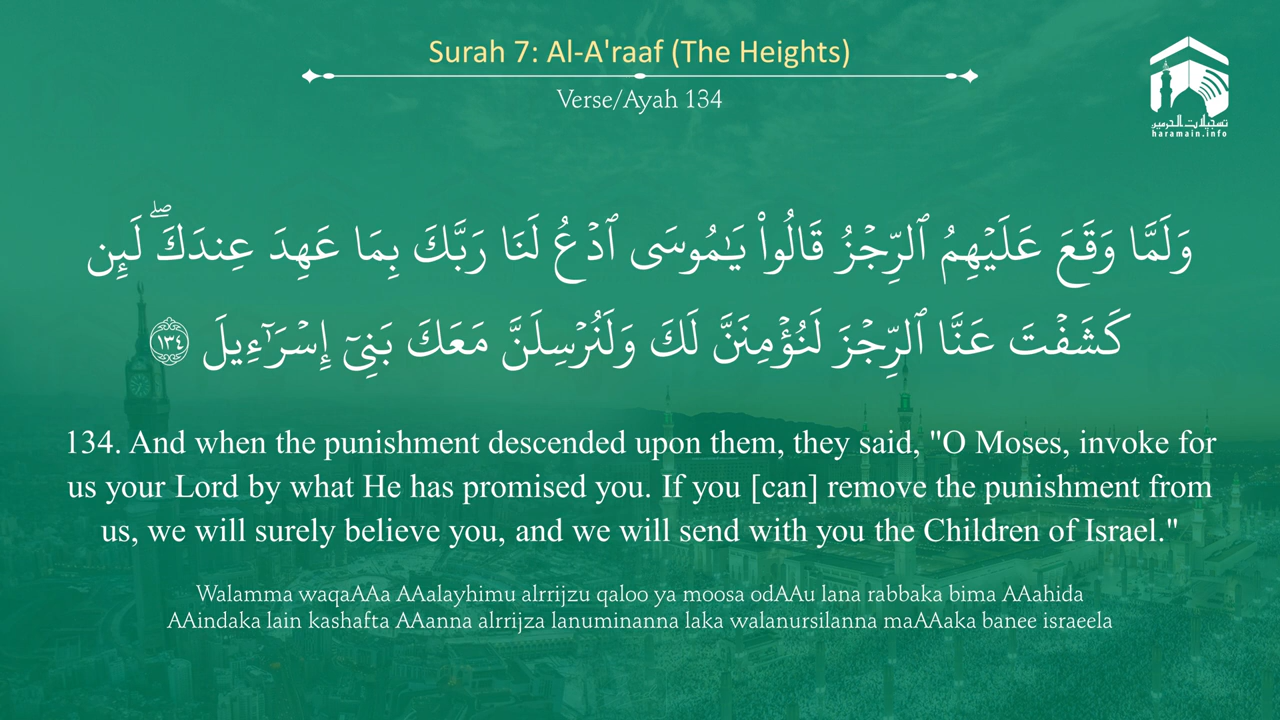 Surah 7: Al-A'raaf (The Heights)
Verse/Ayah 134
تسجيلات الحرمين
haramain.info
وَلَمَّا وَقَعَ عَلَيۡهِمُ ٱلرِّجۡزُ قَالُواْ يَـٰمُوسَى ٱدۡعُ لَنَا رَبَّكَ بِمَا عَهِدَ عِندَكَۖ لَئِن
كَشَفۡتَ عَنَّا ٱلرِّجۡزَ لَنُؤۡمِنَنَّ لَكَ وَلَنُرۡسِلَنَّ مَعَكَ بَنِيٓ إِسۡرَـٰٓءِيلَ ١٣٤
134. And when the punishment descended upon them, they said, "O Moses, invoke for
us your Lord by what He has promised you. If you [can] remove the punishment from
us, we will surely believe you, and we will send with you the Children of Israel."
Walamma waqaAAa AAalayhimu alrrijzu qaloo ya moosa odAAu lana rabbaka bima AAahida
AAindaka lain kashafta AAanna alrrijza lanuminanna laka walanursilanna maAAaka banee israeela